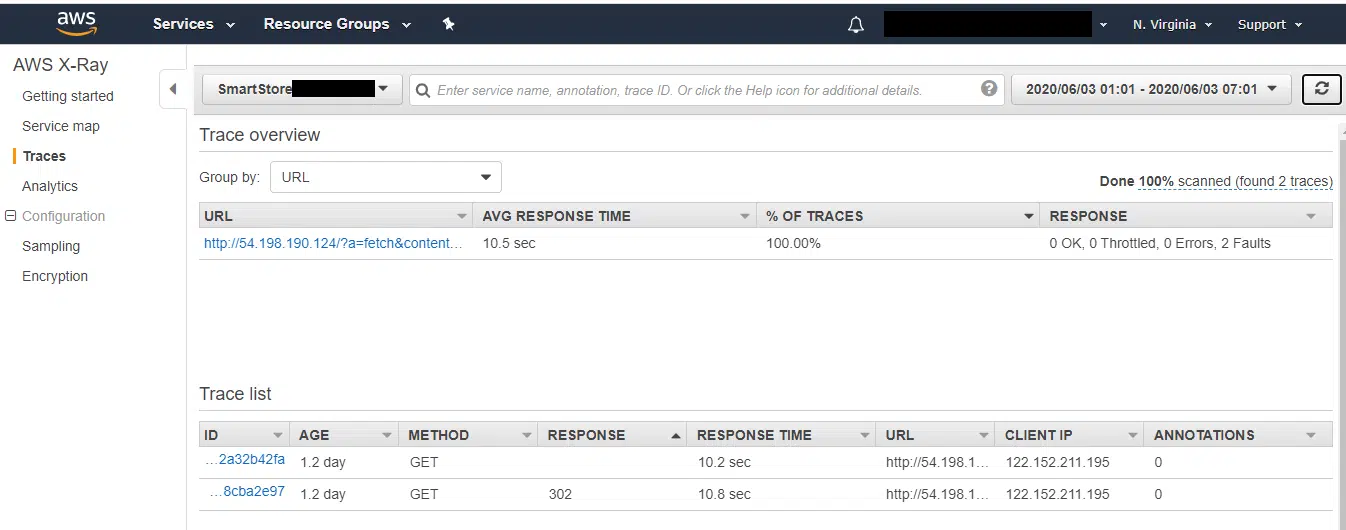 aws Services Resource Groups N. Virginia Support
AWS X-Ray
Getting started
Service map
Traces
Analytics
Configuration
Sampling
Encryption
SmartStore Enter service name, annotation, trace ID. Or click the Help icon for additional details. ? 2020/06/03 01:01 - 2020/06/03 07:01
Trace overview
Group by: URL
Done 100% scanned (found 2 traces)
URL AVG RESPONSE TIME % OF TRACES RESPONSE
http://54.198.190.124/?a=fetch&content… 10.5 sec 100.00% 0 OK, 0 Throttled, 0 Errors, 2 Faults
Trace list
ID AGE METHOD RESPONSE RESPONSE TIME URL CLIENT IP ANNOTATIONS
…2a32b42fa 1.2 day GET 10.2 sec http://54.198.1… 122.152.211.195 0
…8cba2e97 1.2 day GET 302 10.8 sec http://54.198.1… 122.152.211.195 0